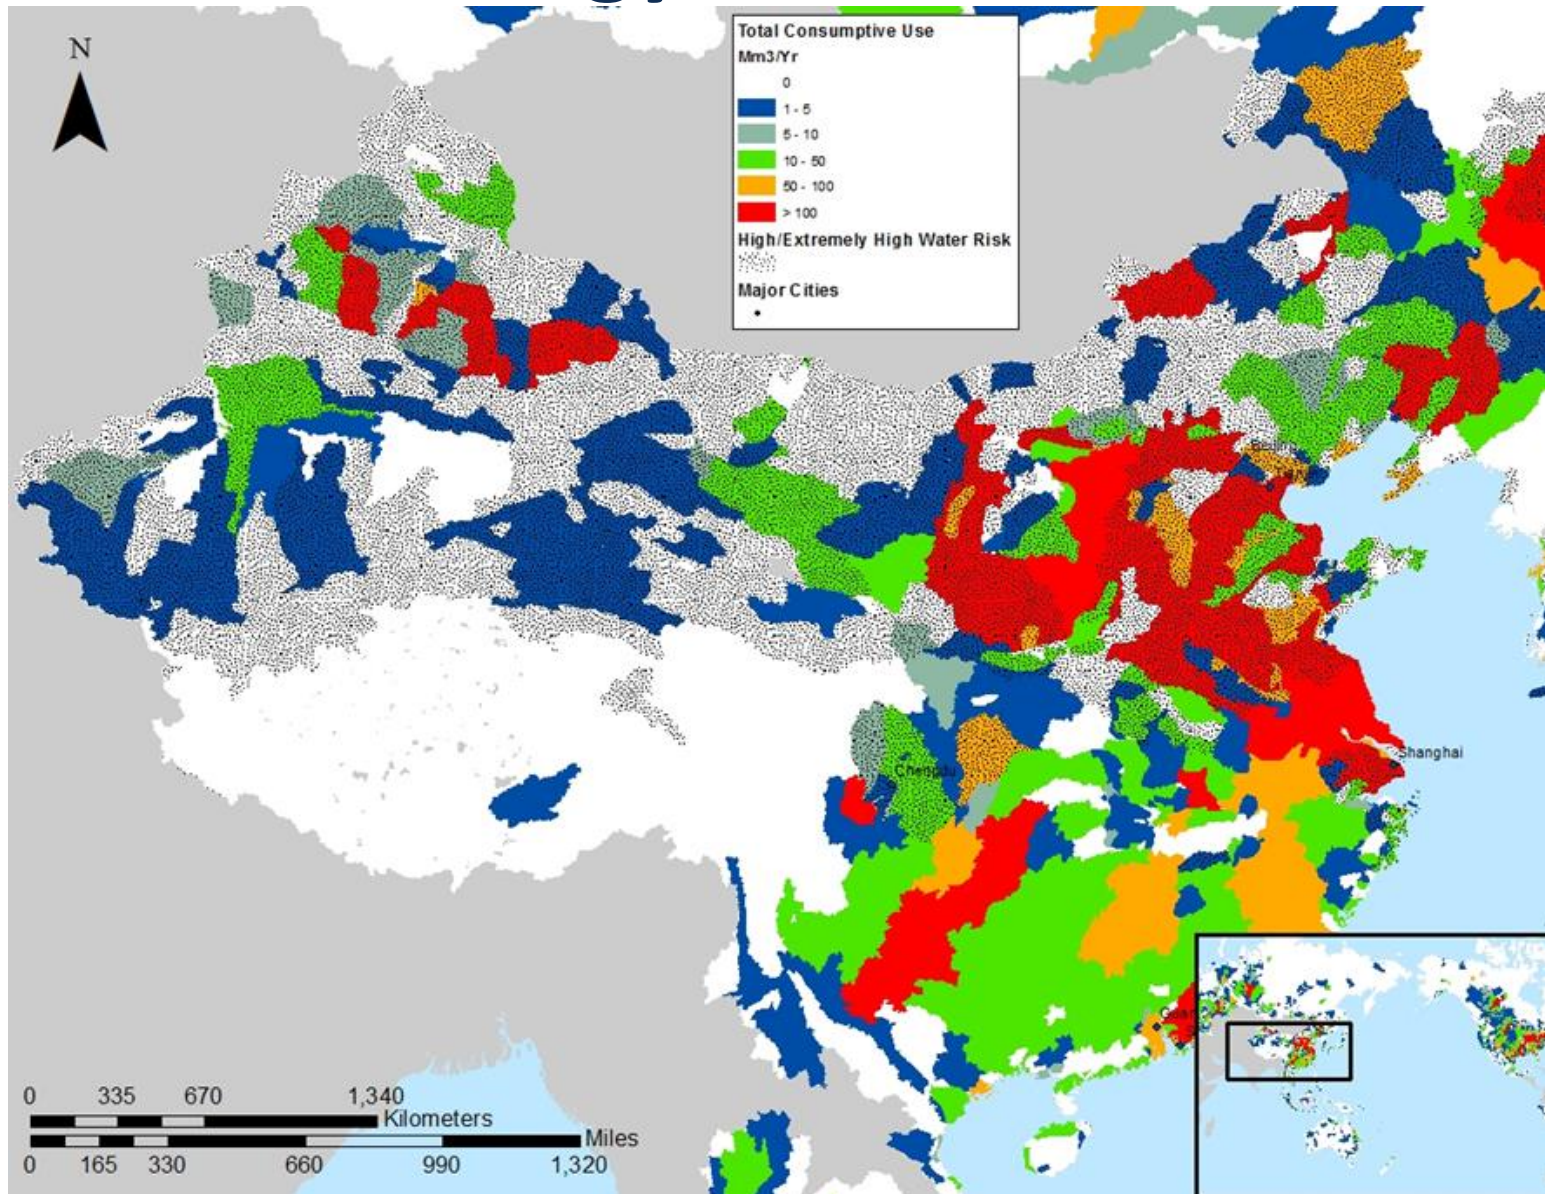 N
Total Consumptive Use
Mm3/Yr
0
1 - 5
5 - 10
10 - 50
50 - 100
> 100
High/Extremely High Water Risk
Major Cities
Shanghai
Chengdu
0 335 670 1,340
Kilometers
Miles
0 165 330 660 990 1,320